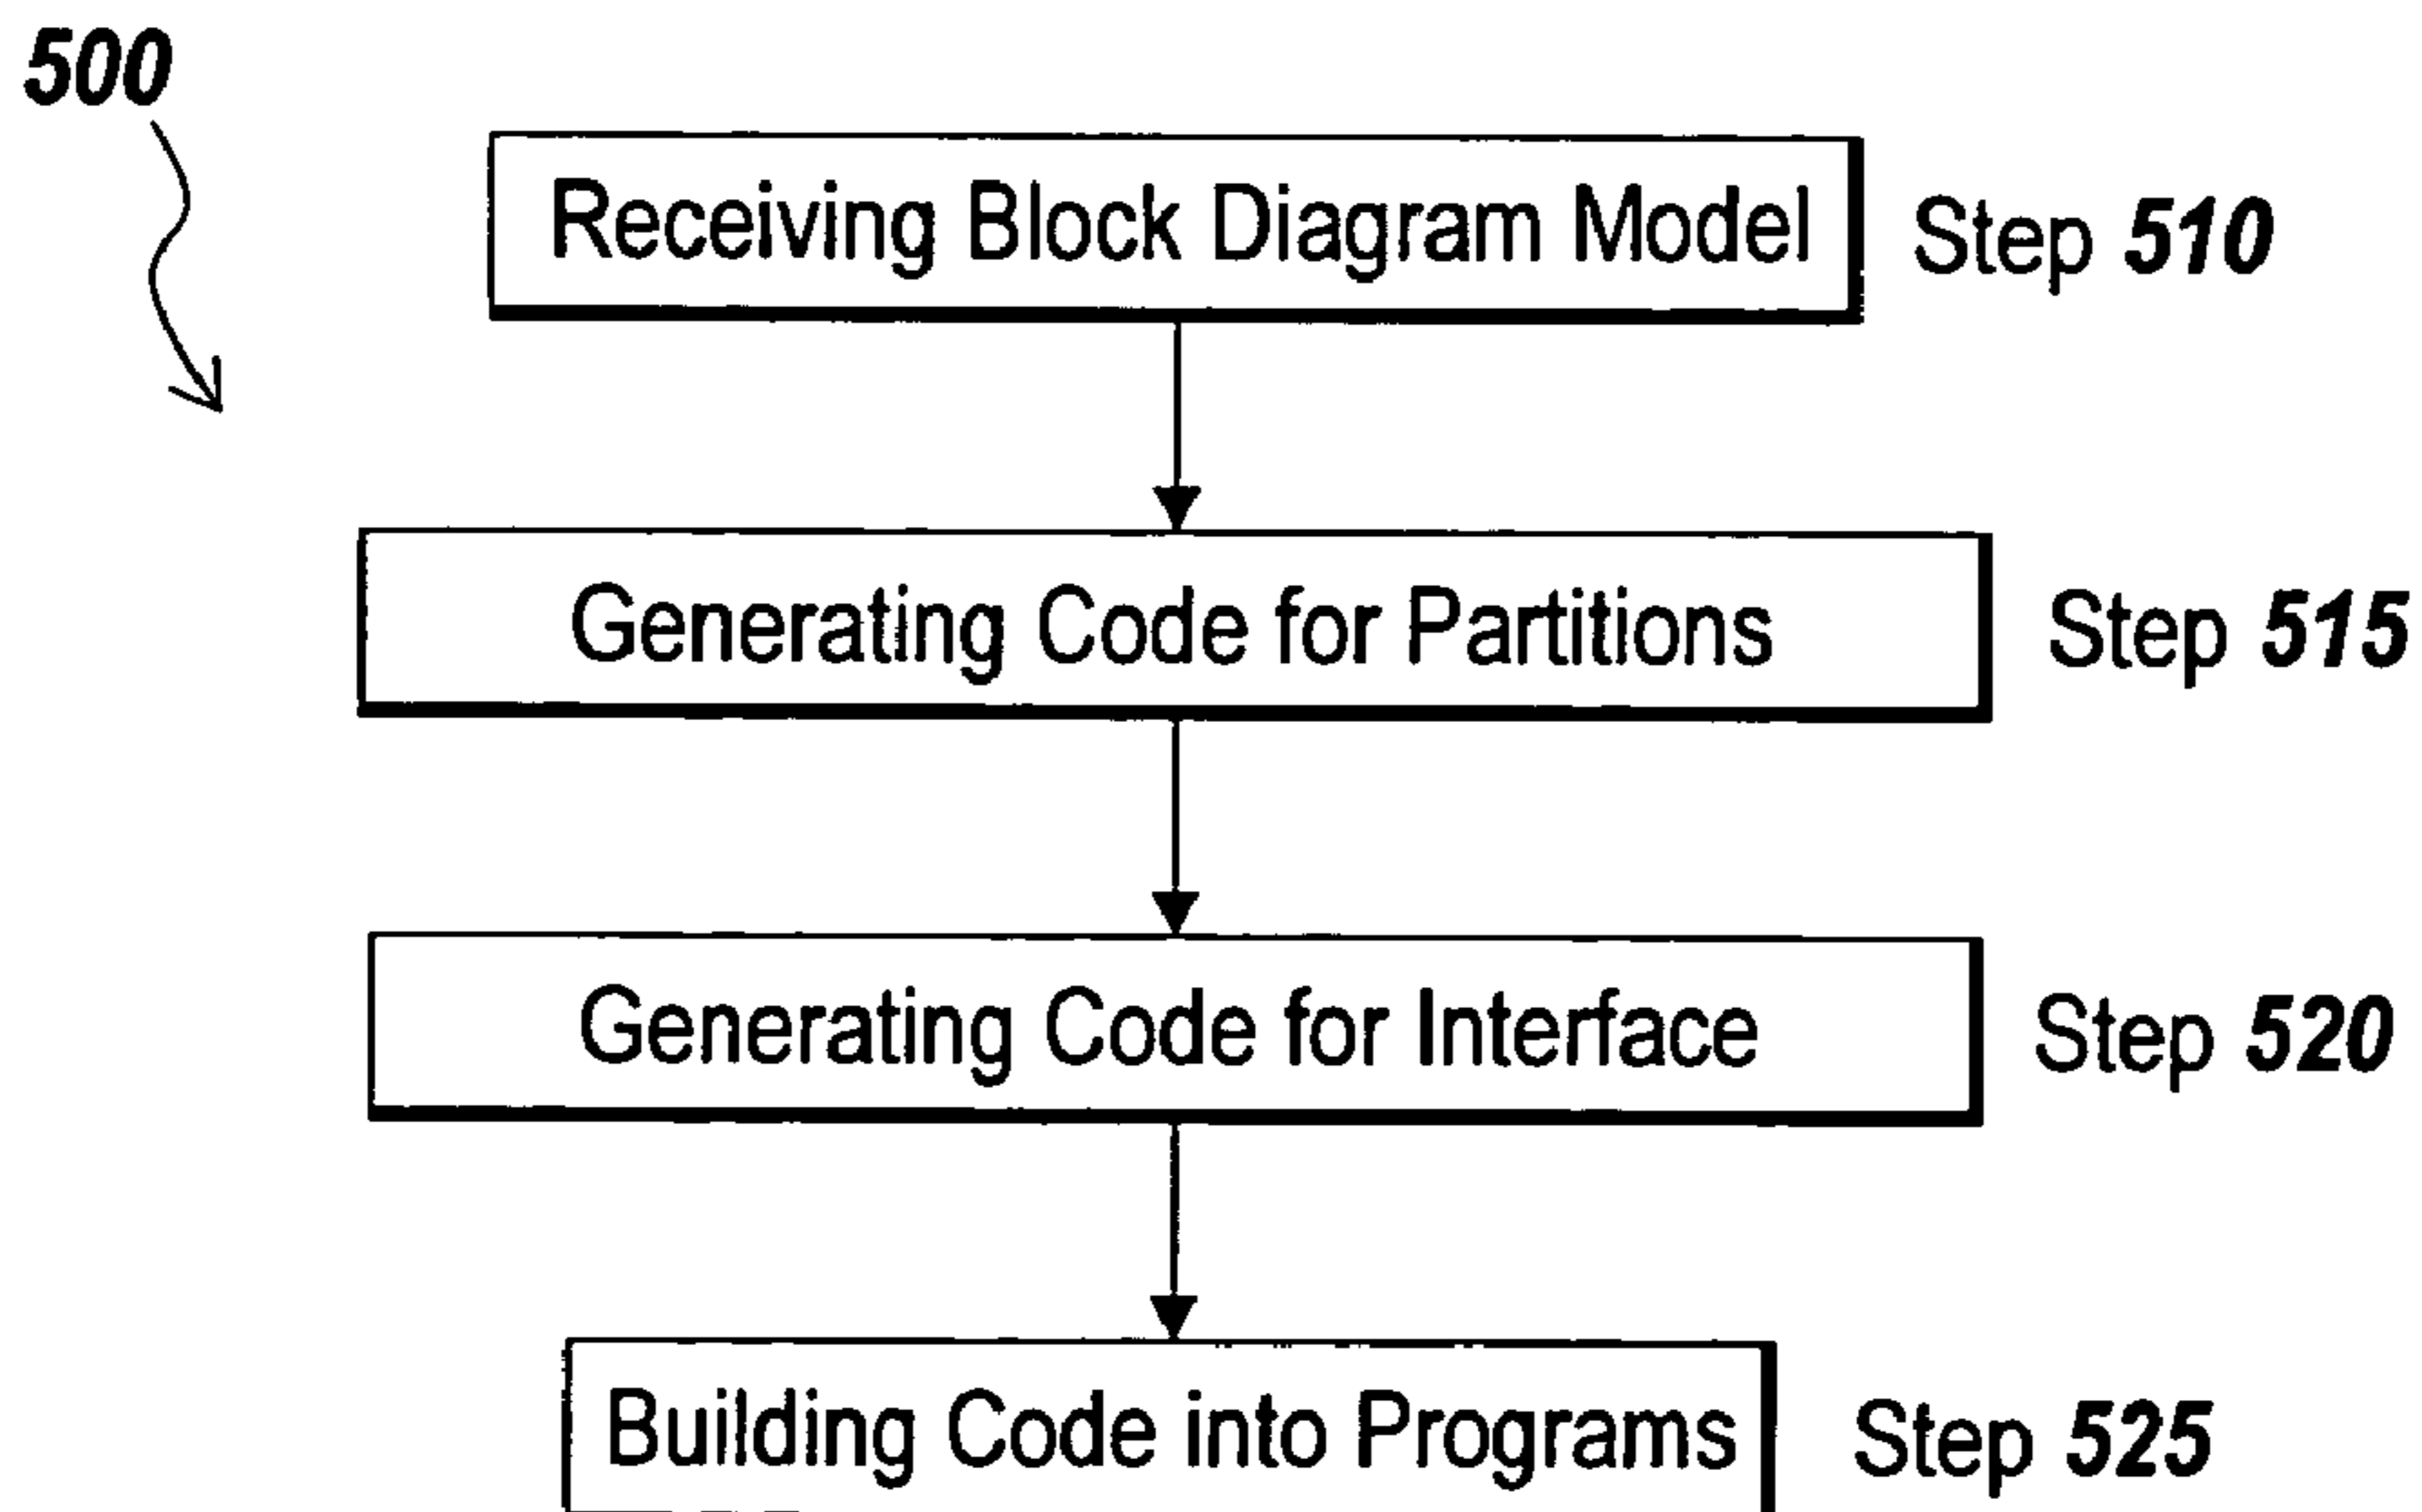 500
Receiving Block Diagram Model Step 510
Generating Code for Partitions Step 515
Generating Code for Interface Step 520
Building Code into Programs Step 525